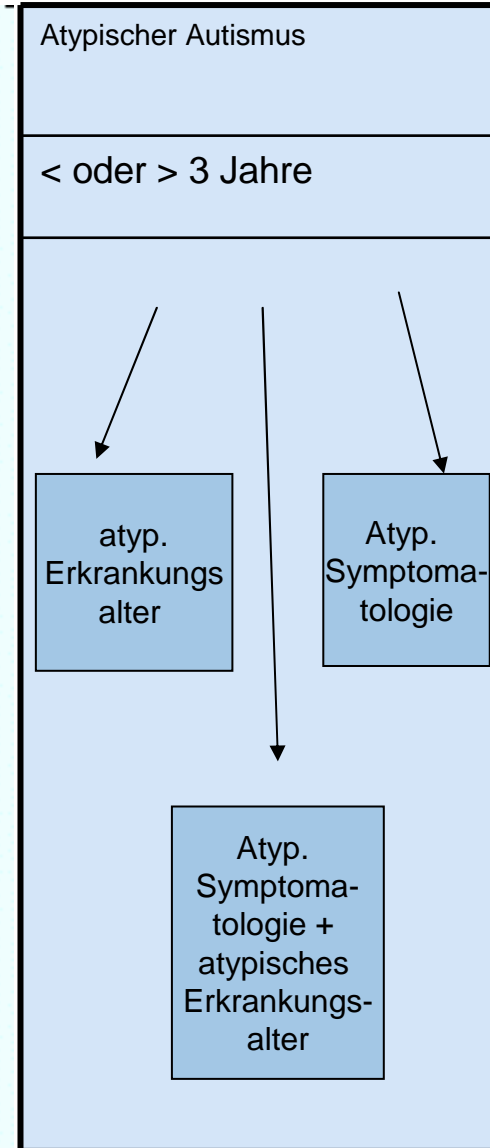 Atypischer Autismus
< oder > 3 Jahre
atyp.
Erkrankungs
alter
Atyp.
Symptoma-
tologie
Atyp.
Symptoma-
tologie +
atypisches
Erkrankungs-
alter